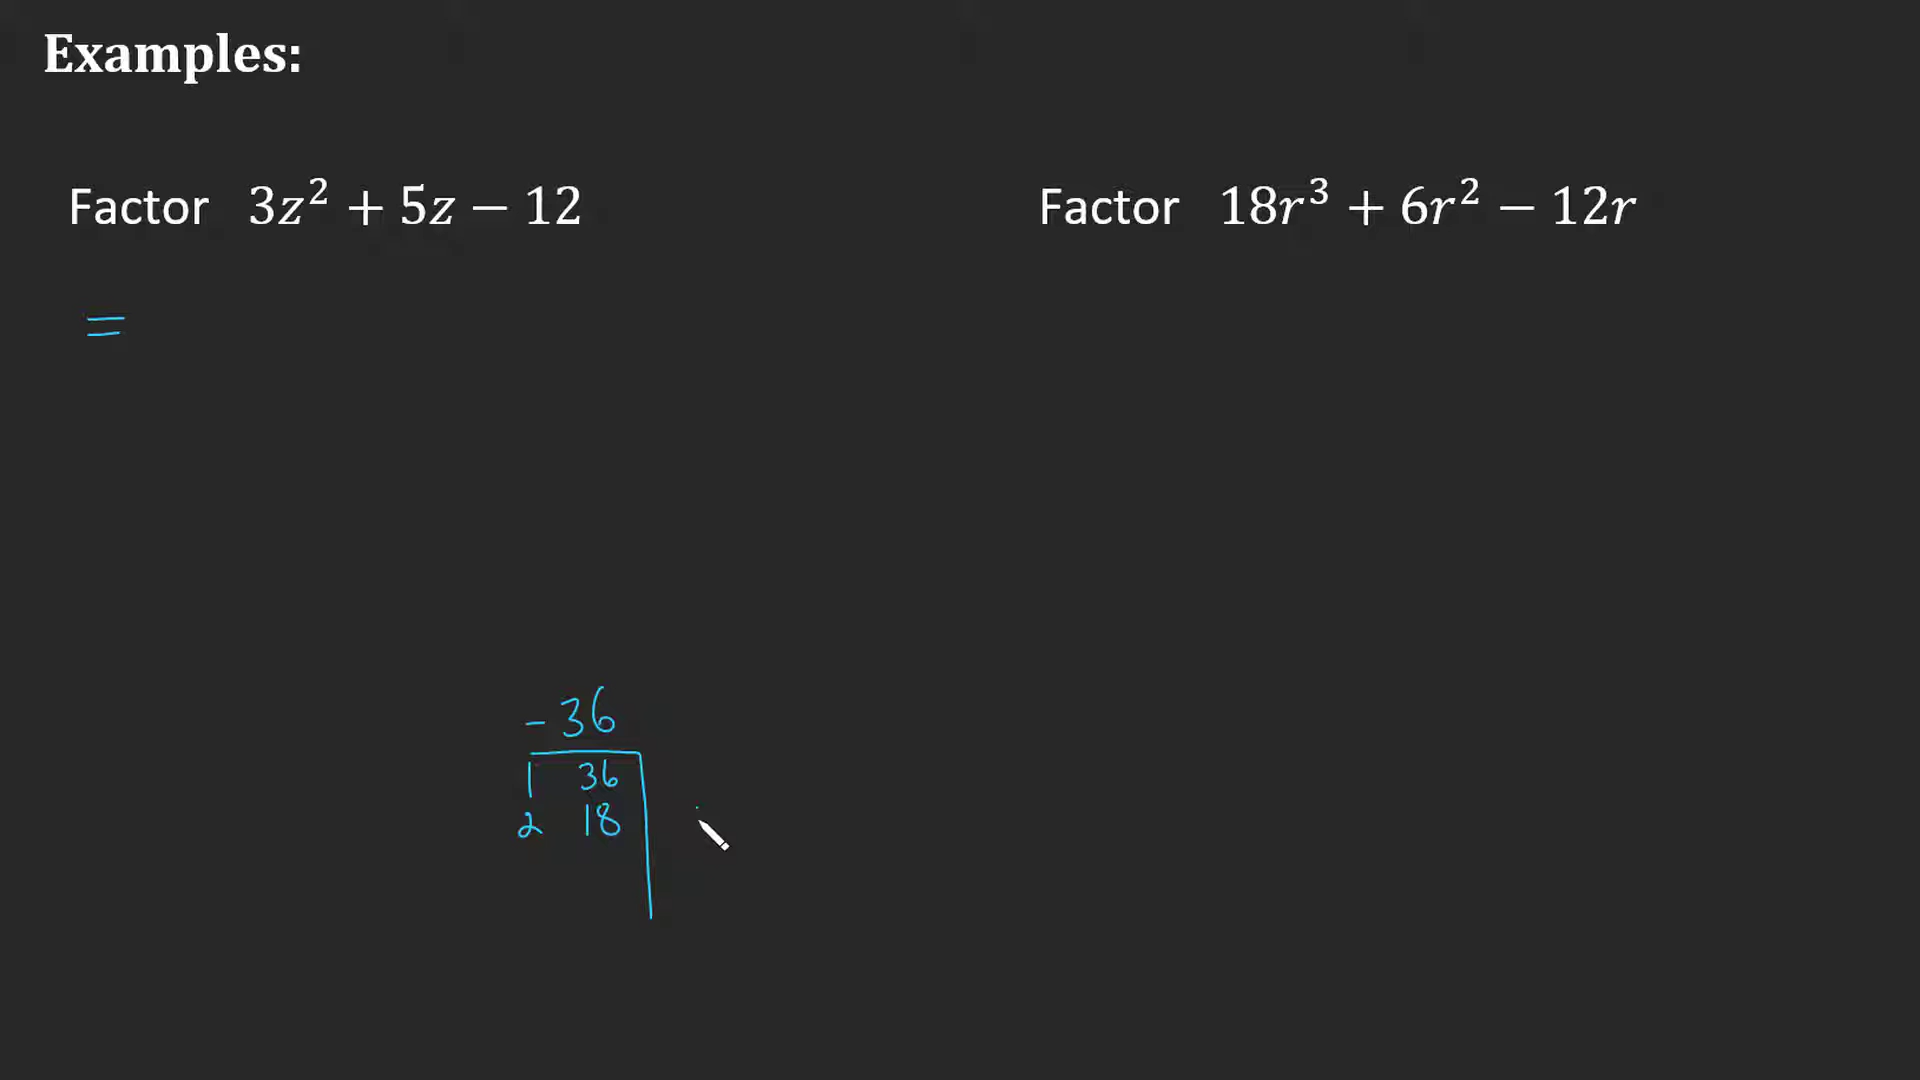 Examples:
Factor 3z² + 5z − 12
Factor 18r³ + 6r² − 12r
=
- 36
1 36
2 18